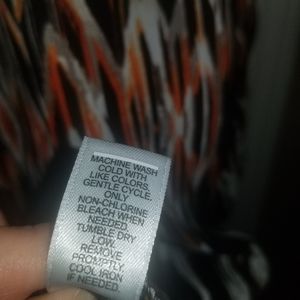 MACHINE WASH
COLD WITH
LIKE COLORS.
GENTLE CYCLE.
ONLY
NON-CHLORINE
BLEACH WHEN
NEEDED.
TUMBLE DRY
LOW.
REMOVE
PROMPTLY.
COOL IRON
IF NEEDED.